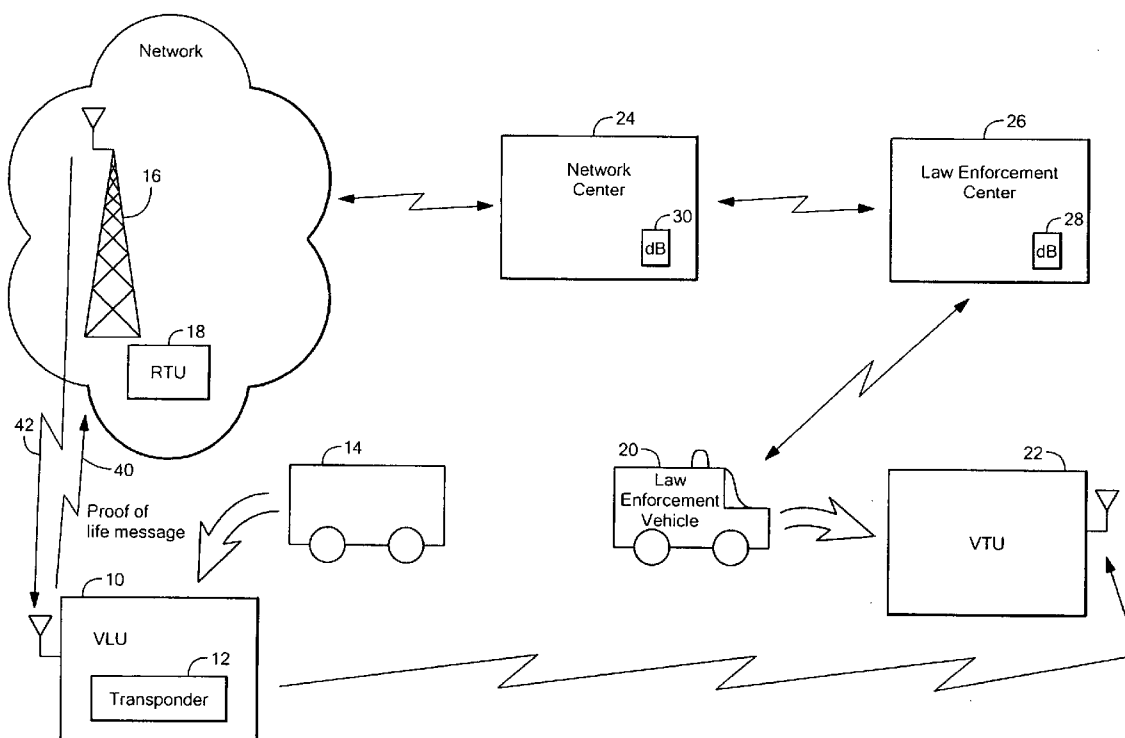 Network
16
18
RTU
24
Network
Center
30
dB
26
Law Enforcement
Center
28
dB
42
40
Proof of
life message
14
20
Law
Enforcement
Vehicle
22
VTU
10
VLU
12
Transponder